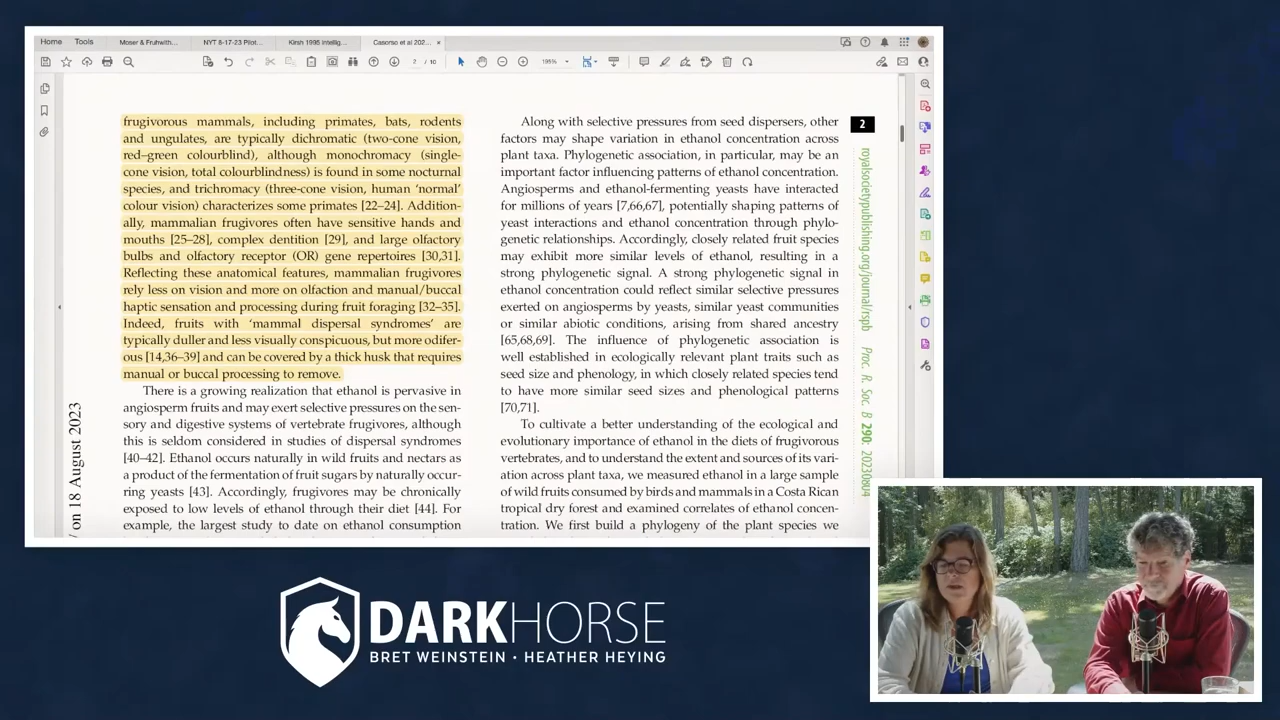 Home Tools Moser & Fruhwirth... NYT 8-17-23 Pilot... Kirsh 1996 Intellig... Casorso et al 202... ×
2 / 10 195%
frugivorous mammals, including primates, bats, rodents
and ungulates, are typically dichromatic (two-cone vision,
red–green colourblind), although monochromacy (single-
cone vision, total colourblindness) is found in some nocturnal
species, and trichromacy (three-cone vision, human ‘normal’
colour vision) characterizes some primates [22–24]. Addition-
ally, mammalian frugivores often have sensitive hands and
mouths [25–28], complex dentition [29], and large olfactory
bulbs and olfactory receptor (OR) gene repertoires [30,31].
Reflecting these anatomical features, mammalian frugivores
rely less on vision and more on olfaction and manual/buccal
haptic sensation and processing during fruit foraging [32–35].
Indeed, fruits with ‘mammal dispersal syndromes’ are
typically duller and less visually conspicuous, but more odifer-
ous [14,36–39] and can be covered by a thick husk that requires
manual or buccal processing to remove.
There is a growing realization that ethanol is pervasive in
angiosperm fruits and may exert selective pressures on the sen-
sory and digestive systems of vertebrate frugivores, although
this is seldom considered in studies of dispersal syndromes
[40–42]. Ethanol occurs naturally in wild fruits and nectars as
a product of the fermentation of fruit sugars by naturally occur-
ring yeasts [43]. Accordingly, frugivores may be chronically
exposed to low levels of ethanol through their diet [44]. For
example, the largest study to date on ethanol consumption
Along with selective pressures from seed dispersers, other
factors may shape variation in ethanol concentration across
plant taxa. Phylogenetic association, in particular, may be an
important factor influencing patterns of ethanol concentration.
Angiosperms and ethanol-fermenting yeasts have interacted
for millions of years [7,66,67], potentially shaping patterns of
yeast interactions and ethanol concentration through phylo-
genetic relationships. Accordingly, closely related fruit species
may exhibit more similar levels of ethanol, resulting in a
strong phylogenetic signal. A strong phylogenetic signal in
ethanol concentration could reflect similar selective pressures
exerted on angiosperms by yeasts, similar yeast communities
or similar abiotic conditions, arising from shared ancestry
[65,68,69]. The influence of phylogenetic association is
well established in ecologically relevant plant traits such as
seed size and phenology, in which closely related species tend
to have more similar seed sizes and phenological patterns
[70,71].
To cultivate a better understanding of the ecological and
evolutionary importance of ethanol in the diets of frugivorous
vertebrates, and to understand the extent and sources of its vari-
ation across plant taxa, we measured ethanol in a large sample
of wild fruits consumed by birds and mammals in a Costa Rican
tropical dry forest and examined correlates of ethanol concen-
tration. We first build a phylogeny of the plant species we
2
royalsocietypublishing.org/journal/rspb Proc. R. Soc. B 290: 20230804
/ on 18 August 2023
DARKHORSE
BRET WEINSTEIN · HEATHER HEYING